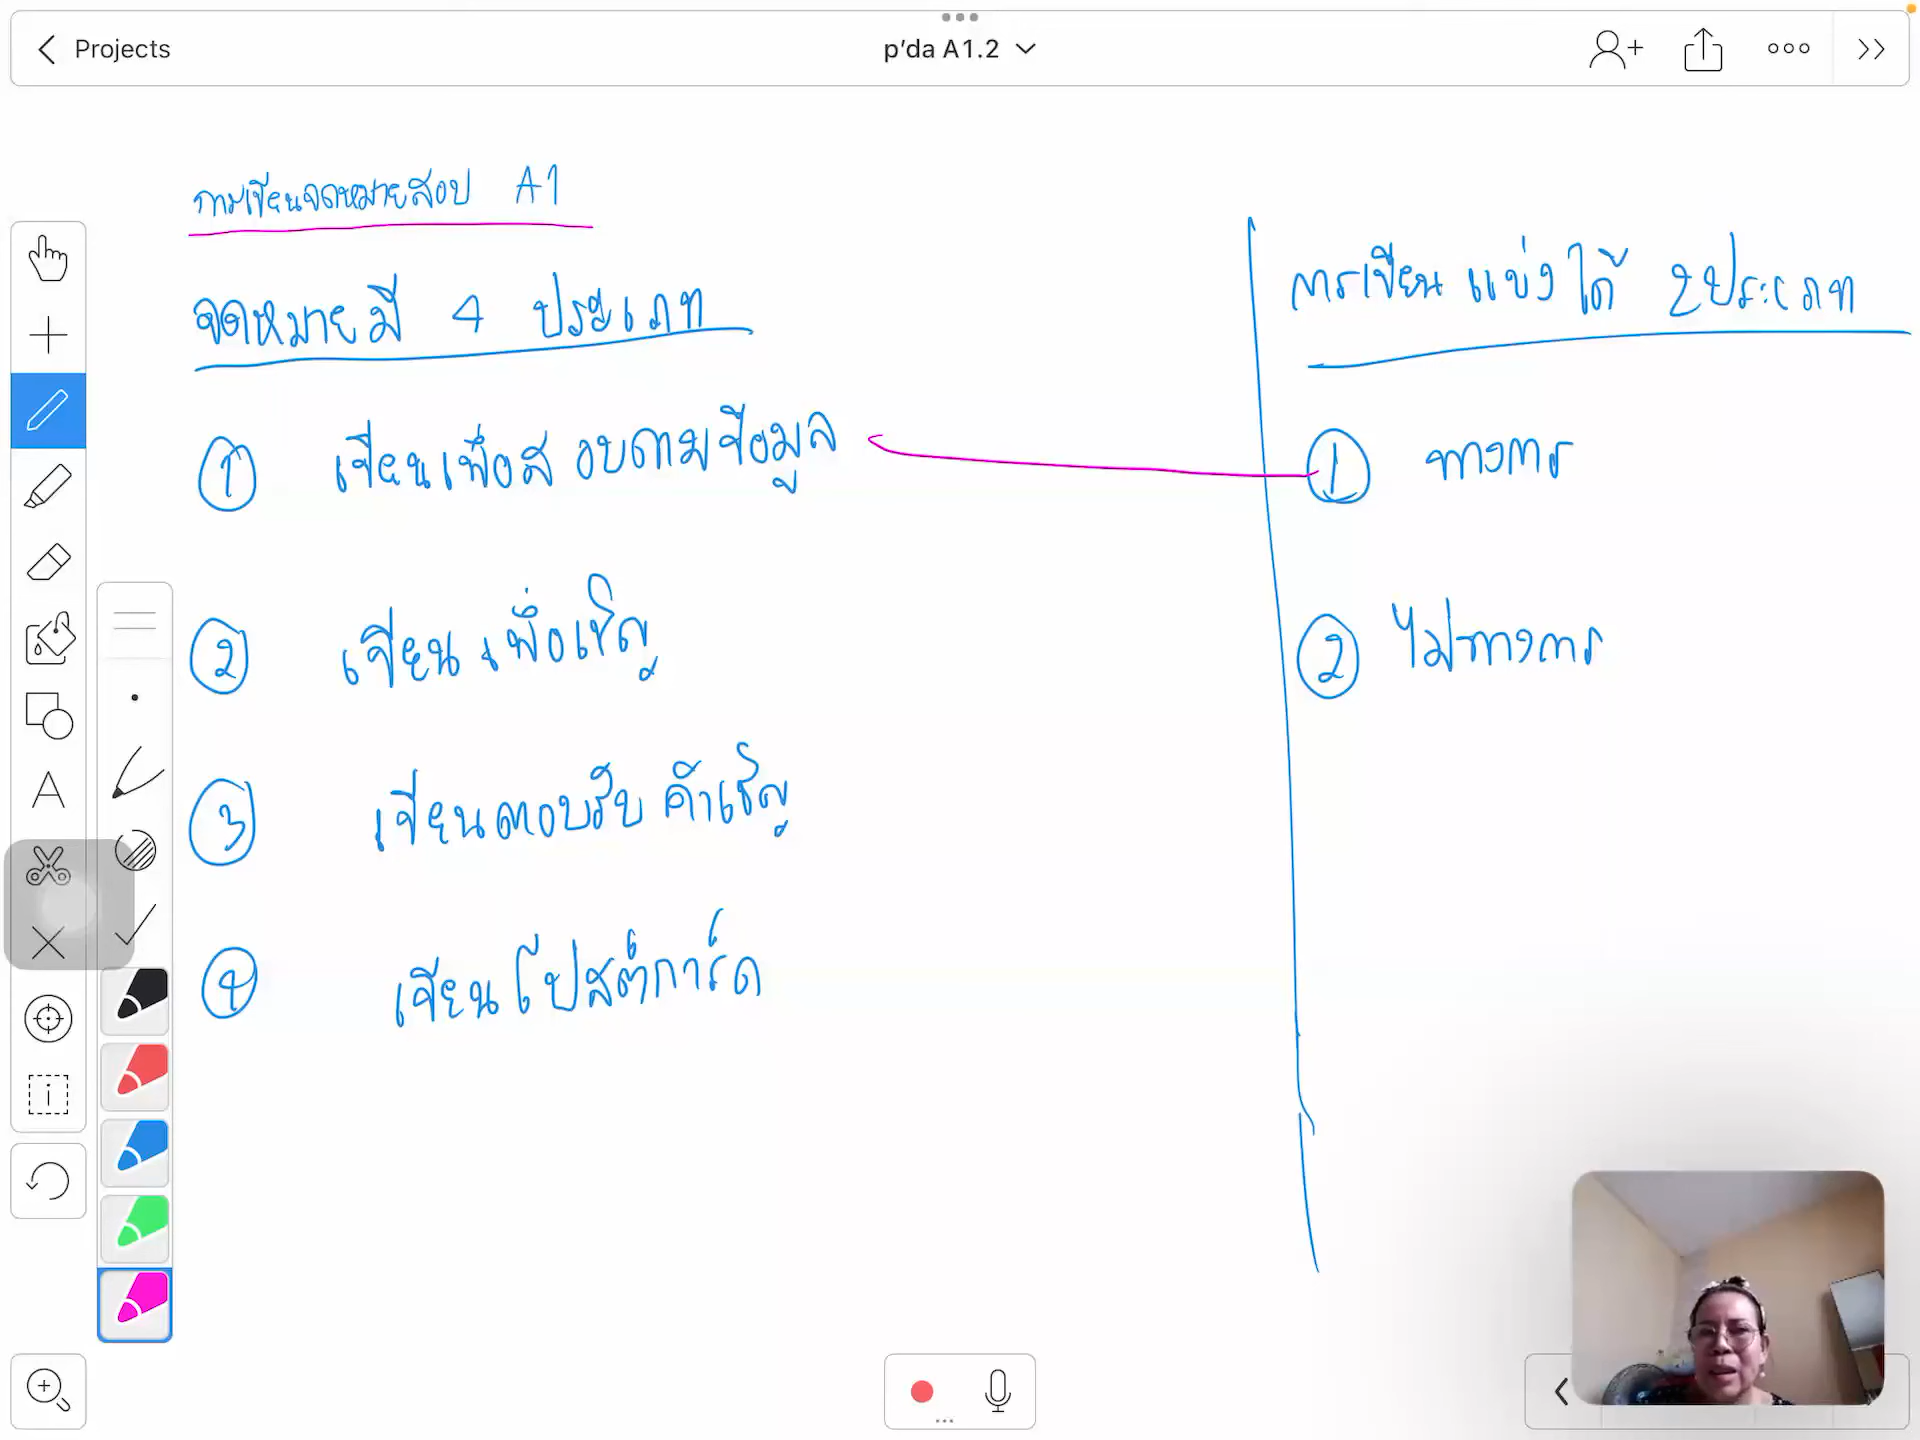 Projects
p'da A1.2
การเขียนจดหมายสอบ A1
จดหมายมี 4 ประเภท
① เขียนเพื่อสอบถามข้อมูล
② เขียนเพื่อเชิญ
③ เขียนตอบรับคำเชิญ
④ เขียนโปสต์การ์ด
การเขียนแบ่งได้ 2ประเภท
① ทางการ
② ไม่ทางการ